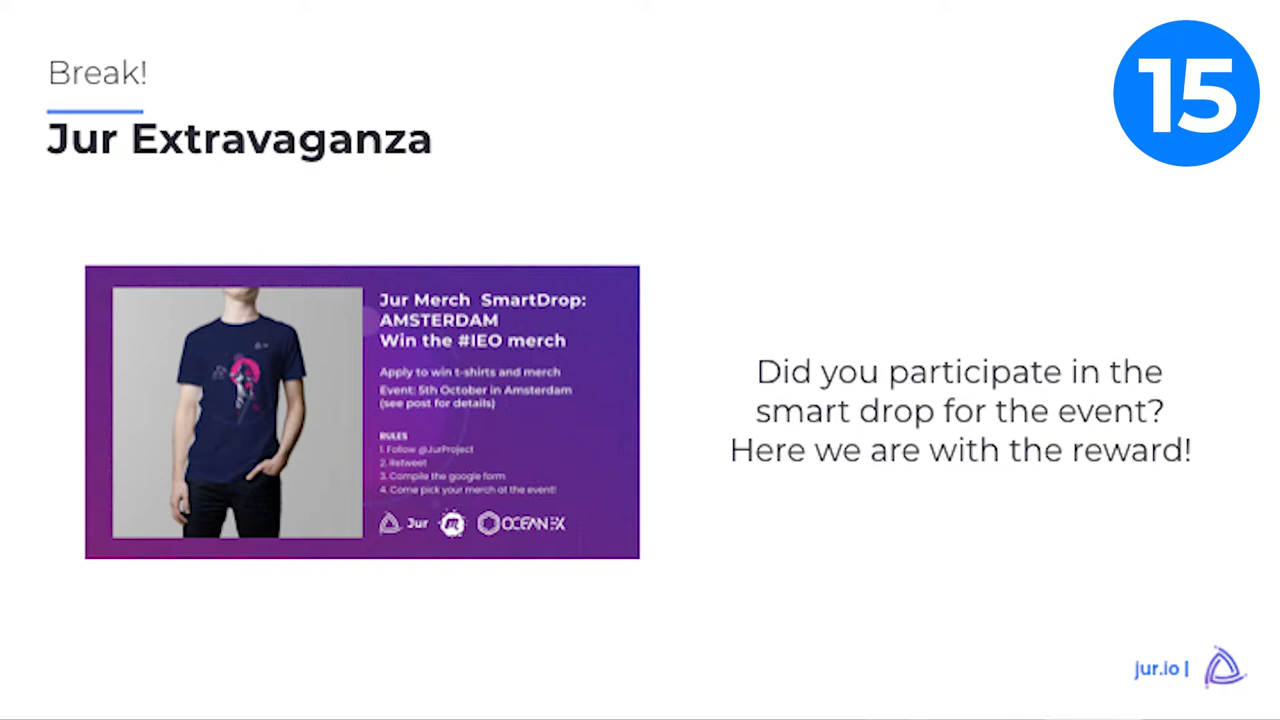 Break!
15
Jur Extravaganza
Jur Merch SmartDrop:
AMSTERDAM
Win the #IEO merch
Apply to win t-shirts and merch
Event: 5th October in Amsterdam
(see post for details)
RULES
1. Follow @JurProject
2. Retweet
3. Compile the google form
4. Come pick your merch at the event!
Jur
m
OCEANEX
Did you participate in the
smart drop for the event?
Here we are with the reward!
jur.io |